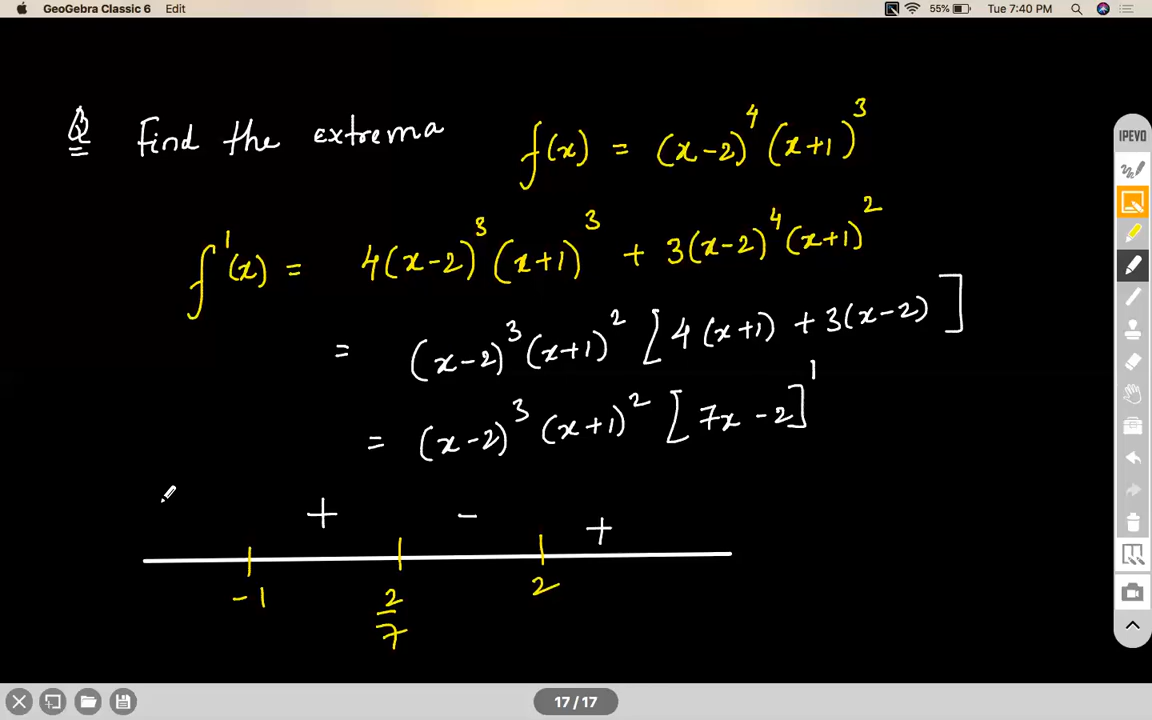 GeoGebra Classic 6 Edit 55% Tue 7:40 PM
Q Find the extrema f(x) = (x-2)⁴ (x+1)³
IPEVO
f'(x) = 4(x-2)³ (x+1)³ + 3(x-2)⁴ (x+1)²
= (x-2)³ (x+1)² [4(x+1) + 3(x-2)]
= (x-2)³ (x+1)² [7x-2]¹
+ - +
-1 2/7 2
17 / 17